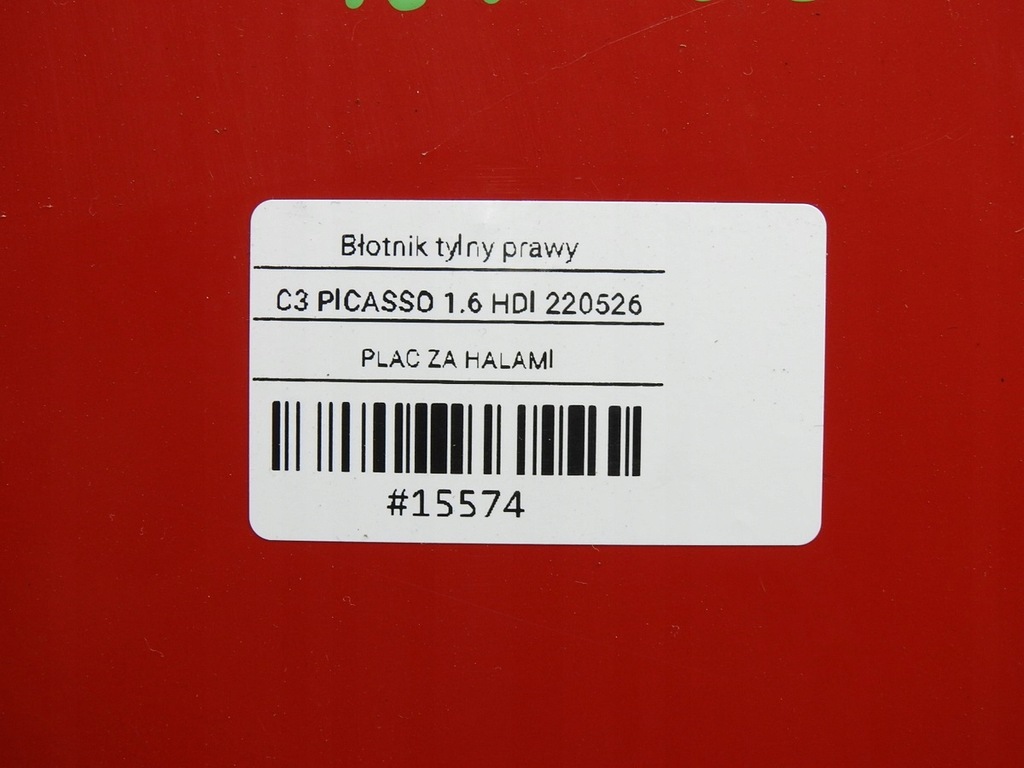 Błotnik tylny prawy
C3 PICASSO 1.6 HDI 220526
PLAC ZA HALAMI
#15574